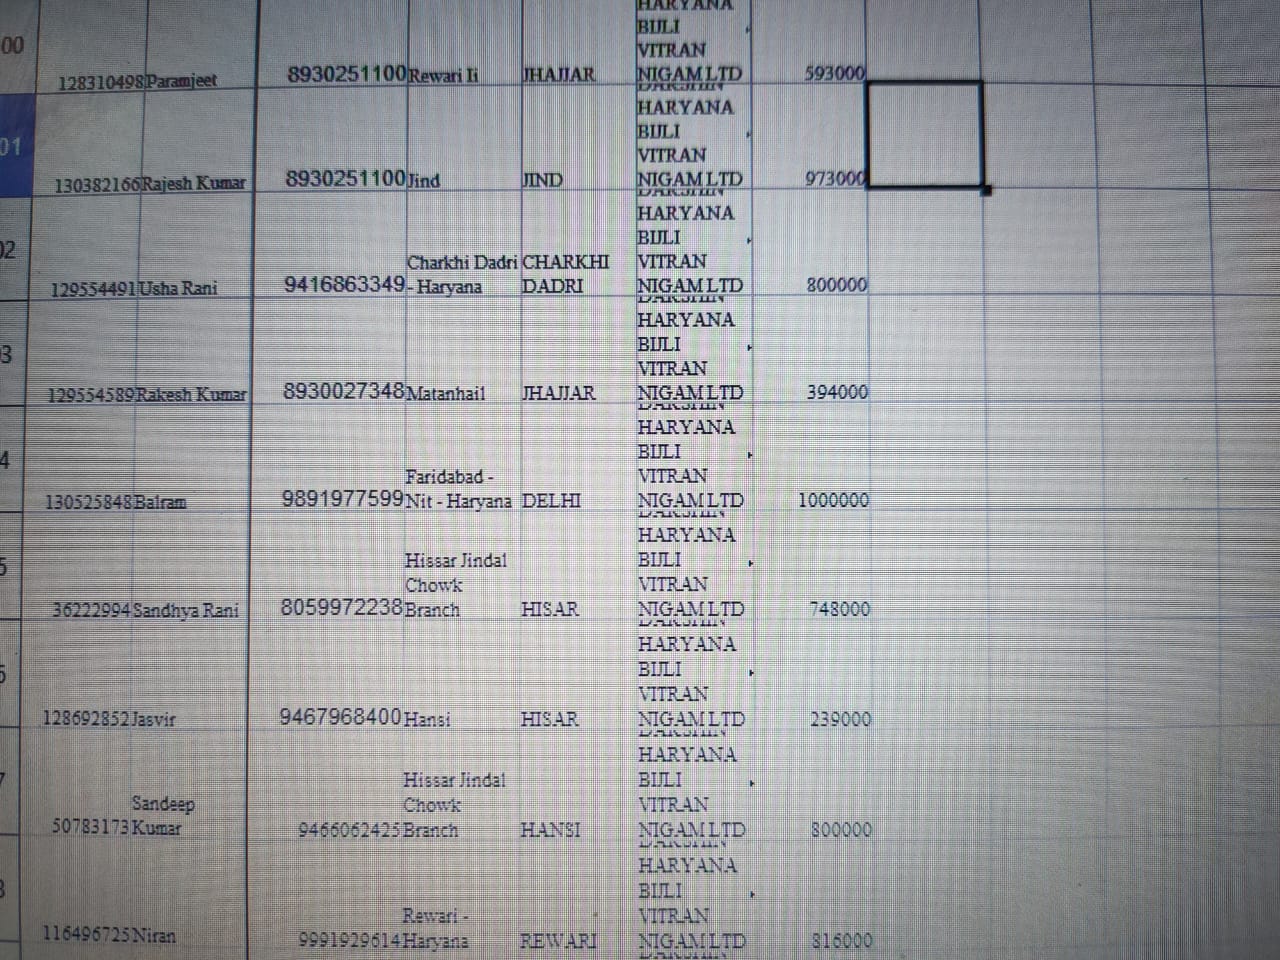 00 128310498 Paramjeet 8930251100 Rewari Ii JHAJJAR HARYANA BIJLI VITRAN NIGAM LTD 593000
01 130382166 Rajesh Kumar 8930251100 Jind JIND DAKSHIN HARYANA BIJLI VITRAN NIGAM LTD 973000
02 129554491 Usha Rani 9416863349 Charkhi Dadri - Haryana CHARKHI DADRI DAKSHIN HARYANA BIJLI VITRAN NIGAM LTD 800000
3 129554589 Rakesh Kumar 8930027348 Matanhail JHAJJAR DAKSHIN HARYANA BIJLI VITRAN NIGAM LTD 394000
4 130525848 Balram 9891977599 Faridabad - Nit - Haryana DELHI DAKSHIN HARYANA BIJLI VITRAN NIGAM LTD 1000000
5 36222994 Sandhya Rani 8059972238 Hissar Jindal Chowk Branch HISAR DAKSHIN HARYANA BIJLI VITRAN NIGAM LTD 748000
6 128692852 Jasvir 9467968400 Hansi HISAR DAKSHIN HARYANA BIJLI VITRAN NIGAM LTD 239000
7 50783173 Sandeep Kumar 9466062425 Hissar Jindal Chowk Branch HANSI DAKSHIN HARYANA BIJLI VITRAN NIGAM LTD 800000
8 116496725 Niran 9991929614 Rewari - Haryana REWARI DAKSHIN HARYANA BIJLI VITRAN NIGAM LTD 816000